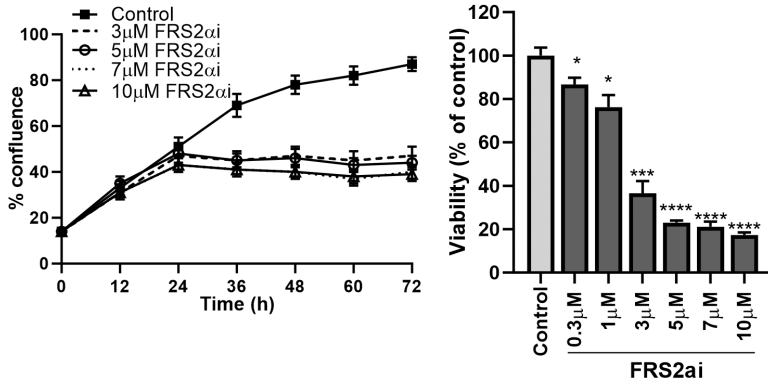 Control
3μM FRS2αi
5μM FRS2αi
7μM FRS2αi
10μM FRS2αi
% confluence
100
80
60
40
20
0
0 12 24 36 48 60 72
Time (h)
Viability (% of control)
120
100
80
60
40
20
0
* * *** **** **** ****
Control 0.3μM 1μM 3μM 5μM 7μM 10μM
FRS2ai